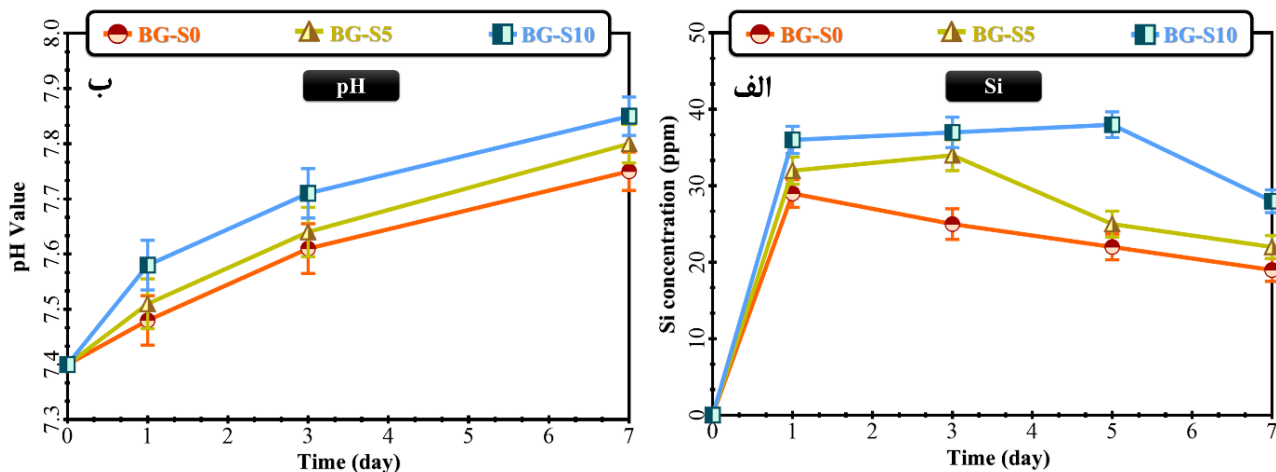 BG-S0 BG-S5 BG-S10
ب
pH
pH Value
8.0
7.9
7.8
7.7
7.6
7.5
7.4
7.3
0 1 2 3 4 5 6 7
Time (day)
BG-S0 BG-S5 BG-S10
الف
Si
Si concentration (ppm)
50
40
30
20
10
0
0 1 2 3 4 5 6 7
Time (day)